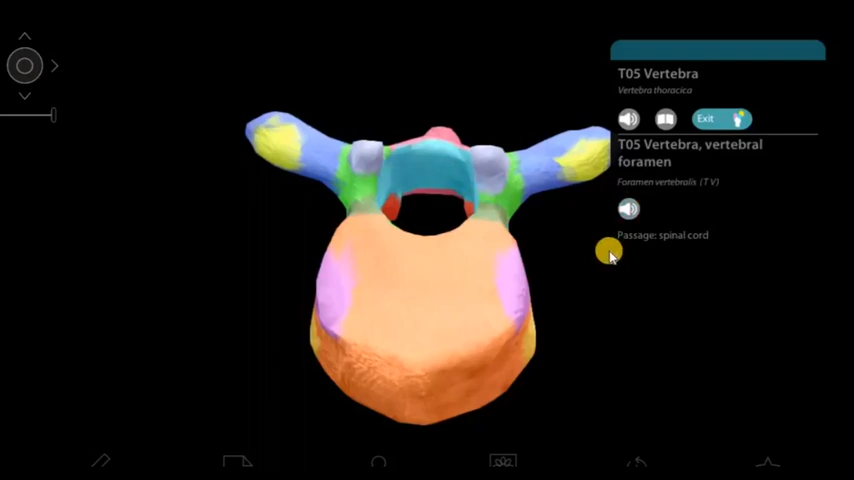 T05 Vertebra
Vertebra thoracica
Exit
T05 Vertebra, vertebral
foramen
Foramen vertebralis (T V)
Passage: spinal cord